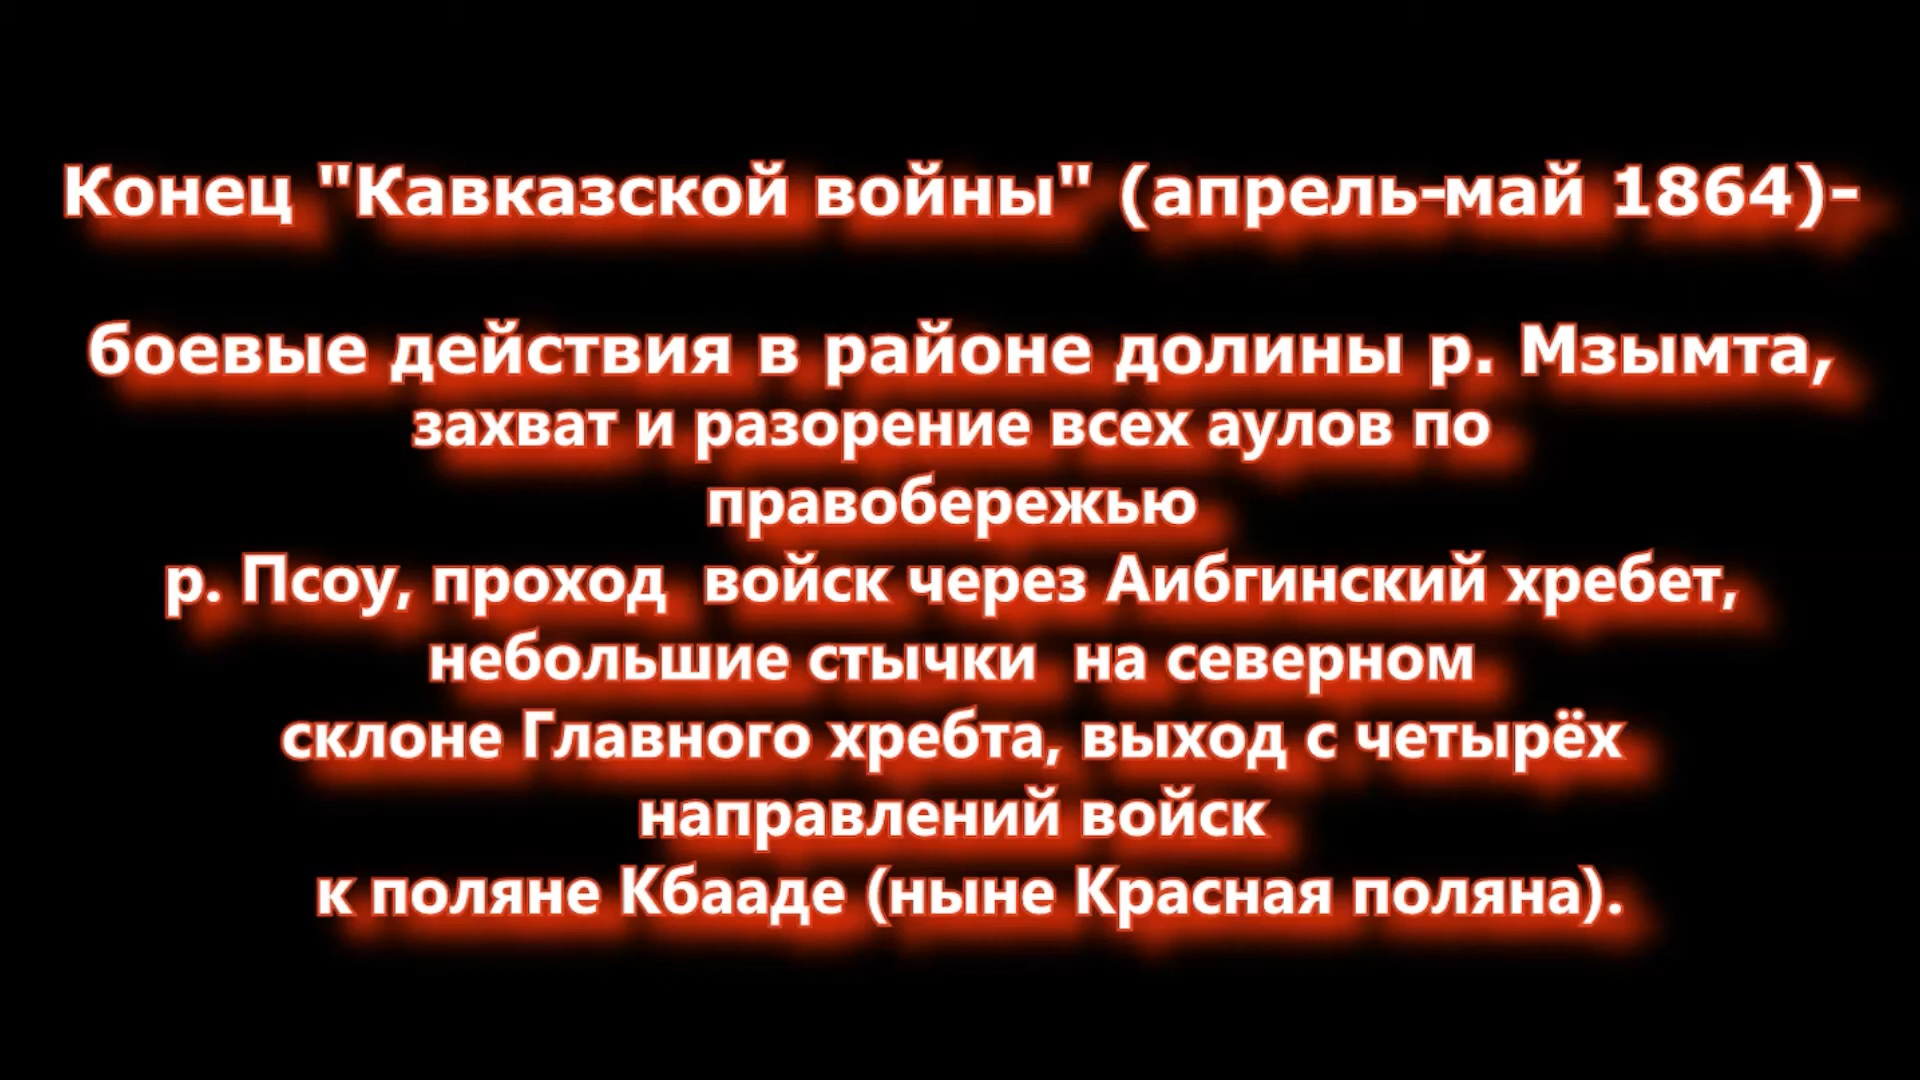 Конец "Кавказской войны" (апрель-май 1864)-
боевые действия в районе долины р. Мзымта,
захват и разорение всех аулов по
правобережью
р. Псоу, проход  войск через Аибгинский хребет,
небольшие стычки  на северном
склоне Главного хребта, выход с четырёх
направлений войск
к поляне Кбааде (ныне Красная поляна).